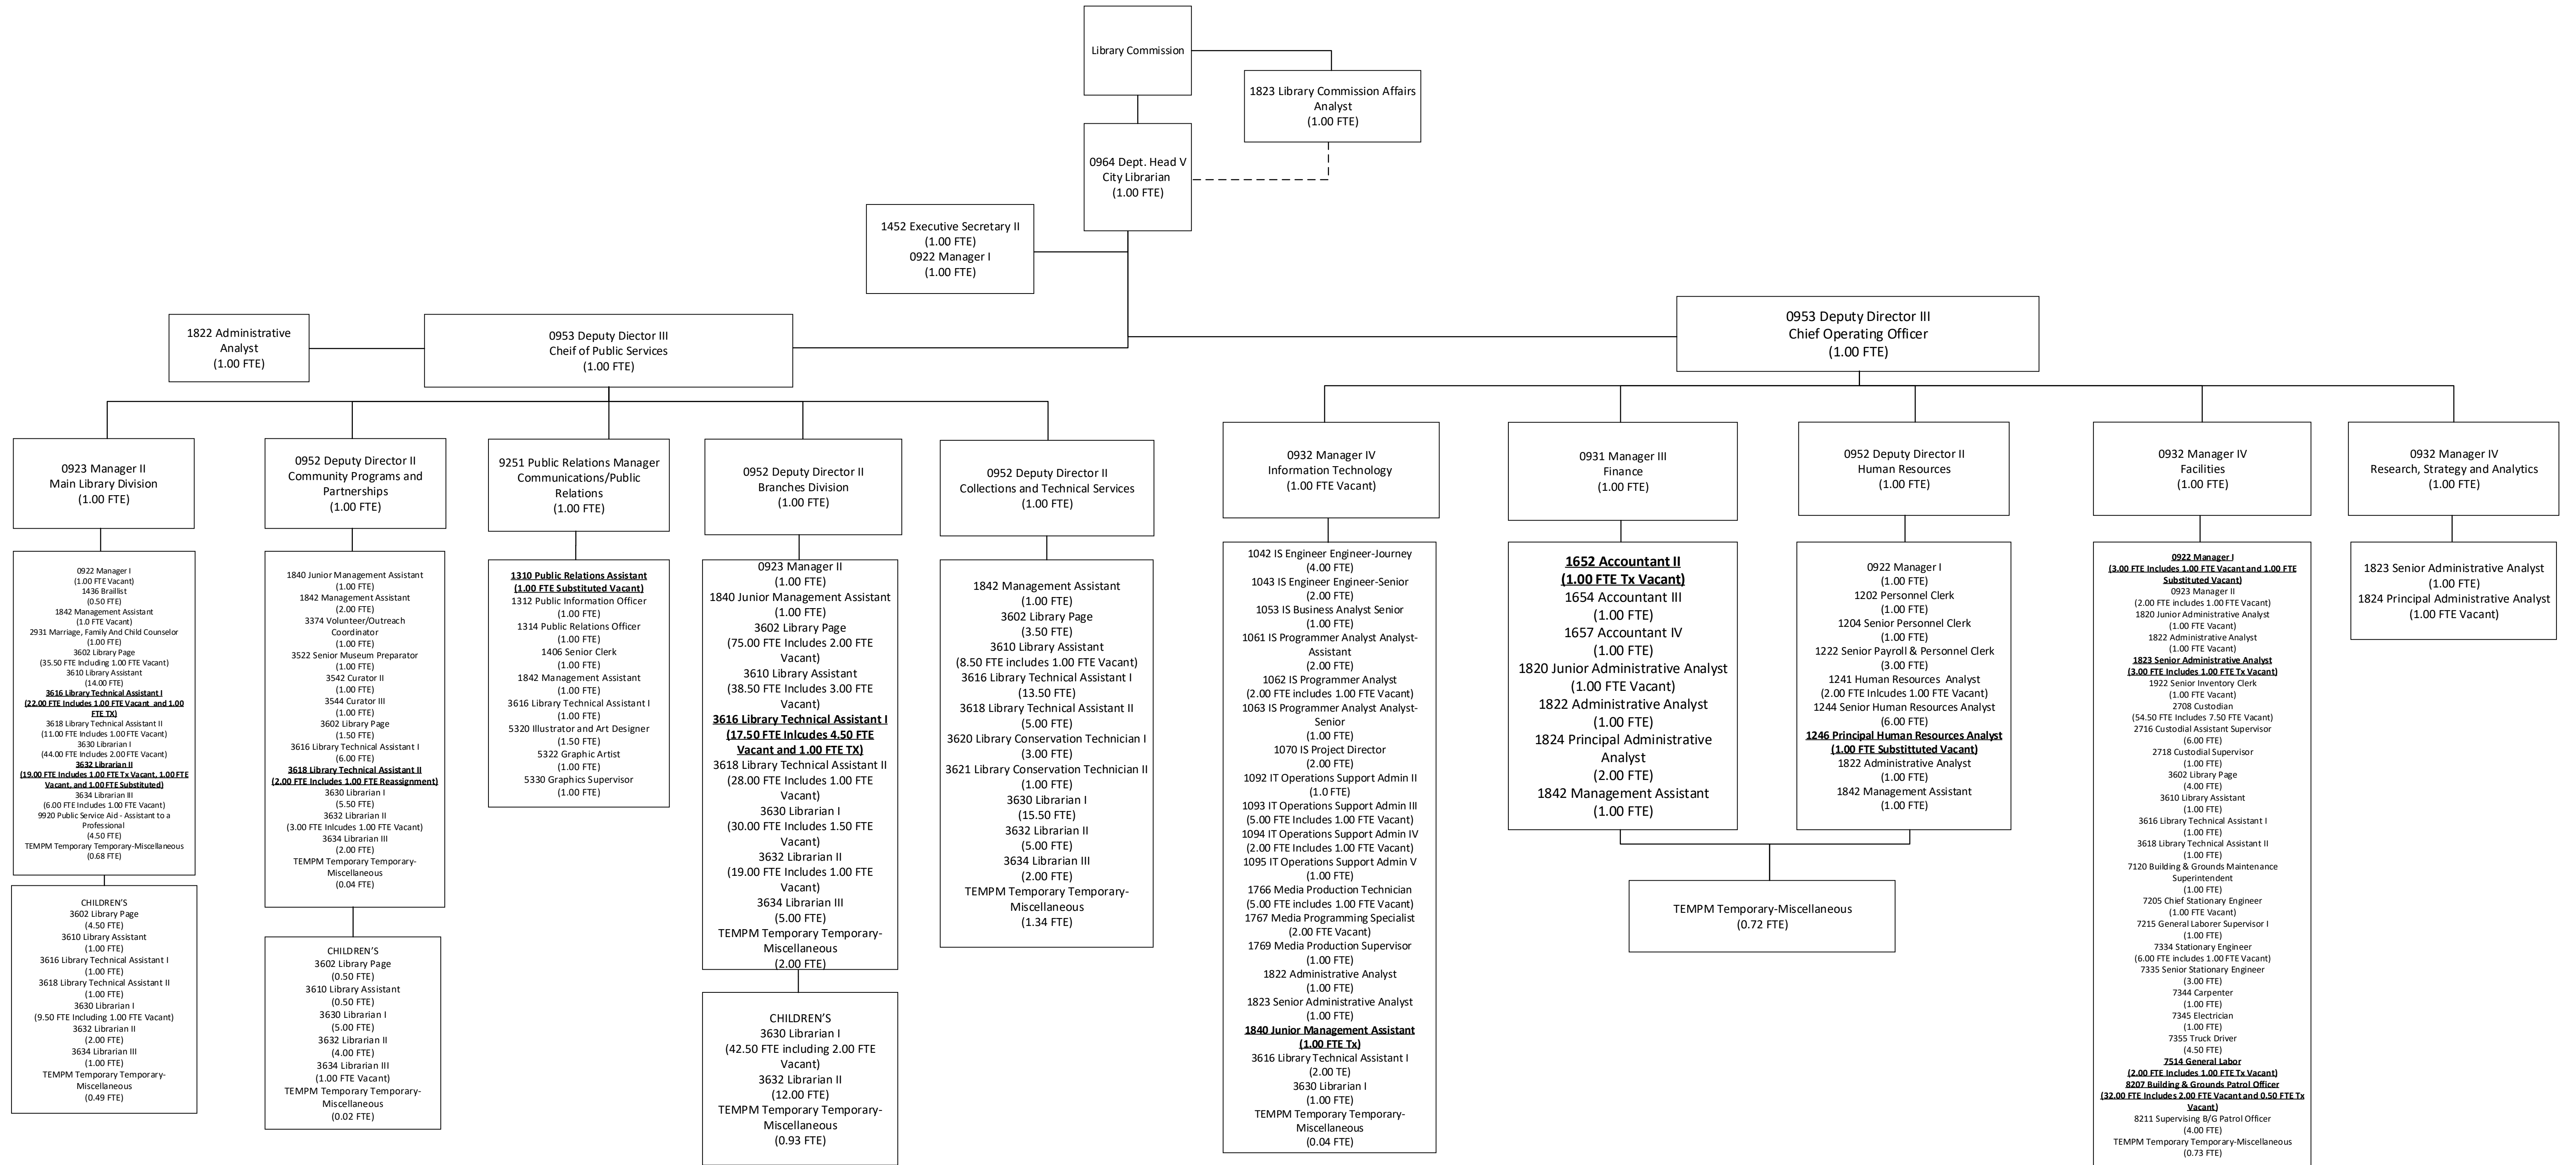 Library Commission
1823 Library Commission Affairs
Analyst
(1.00 FTE)
0964 Dept. Head V
City Librarian
(1.00 FTE)
1452 Executive Secretary II
(1.00 FTE)
0922 Manager I
(1.00 FTE)
1822 Administrative
Analyst
(1.00 FTE)
0953 Deputy Diector III
Cheif of Public Services
(1.00 FTE)
0953 Deputy Director III
Chief Operating Officer
(1.00 FTE)
0923 Manager II
Main Library Division
(1.00 FTE)
0952 Deputy Director II
Community Programs and
Partnerships
(1.00 FTE)
9251 Public Relations Manager
Communications/Public
Relations
(1.00 FTE)
0952 Deputy Director II
Branches Division
(1.00 FTE)
0952 Deputy Director II
Collections and Technical Services
(1.00 FTE)
0932 Manager IV
Information Technology
(1.00 FTE Vacant)
0931 Manager III
Finance
(1.00 FTE)
0952 Deputy Director II
Human Resources
(1.00 FTE)
0932 Manager IV
Facilities
(1.00 FTE)
0932 Manager IV
Research, Strategy and Analytics
(1.00 FTE)
0922 Manager I
(1.00 FTE Vacant)
1436 Braillist
(0.50 FTE)
1842 Management Assistant
(1.0 FTE Vacant)
2931 Marriage, Family And Child Counselor
(1.00 FTE)
3602 Library Page
(35.50 FTE Including 1.00 FTE Vacant)
3610 Library Assistant
(14.00 FTE)
3616 Library Technical Assistant I
(22.00 FTE Includes 1.00 FTE Vacant and 1.00
FTE TX)
3618 Library Technical Assistant II
(11.00 FTE Includes 1.00 FTE Vacant)
3630 Librarian I
(44.00 FTE Includes 2.00 FTE Vacant)
3632 Librarian II
(19.00 FTE Includes 1.00 FTE Tx Vacant, 1.00 FTE
Vacant, and 1.00 FTE Substituted)
3634 Librarian III
(6.00 FTE Includes 1.00 FTE Vacant)
9920 Public Service Aid - Assistant to a
Professional
(4.50 FTE)
TEMPM Temporary Temporary-Miscellaneous
(0.68 FTE)
CHILDREN'S
3602 Library Page
(4.50 FTE)
3610 Library Assistant
(1.00 FTE)
3616 Library Technical Assistant I
(1.00 FTE)
3618 Library Technical Assistant II
(1.00 FTE)
3630 Librarian I
(9.50 FTE Including 1.00 FTE Vacant)
3632 Librarian II
(2.00 FTE)
3634 Librarian III
(1.00 FTE)
TEMPM Temporary Temporary-
Miscellaneous
(0.49 FTE)
1840 Junior Management Assistant
(1.00 FTE)
1842 Management Assistant
(2.00 FTE)
3374 Volunteer/Outreach
Coordinator
(1.00 FTE)
3522 Senior Museum Preparator
(1.00 FTE)
3542 Curator II
(1.00 FTE)
3544 Curator III
(1.00 FTE)
3602 Library Page
(1.50 FTE)
3616 Library Technical Assistant I
(6.00 FTE)
3618 Library Technical Assistant II
(2.00 FTE Includes 1.00 FTE Reassignment)
3630 Librarian I
(5.50 FTE)
3632 Librarian II
(3.00 FTE Inlcudes 1.00 FTE Vacant)
3634 Librarian III
(2.00 FTE)
TEMPM Temporary Temporary-
Miscellaneous
(0.04 FTE)
CHILDREN'S
3602 Library Page
(0.50 FTE)
3610 Library Assistant
(0.50 FTE)
3630 Librarian I
(5.00 FTE)
3632 Librarian II
(4.00 FTE)
3634 Librarian III
(1.00 FTE Vacant)
TEMPM Temporary Temporary-
Miscellaneous
(0.02 FTE)
1310 Public Relations Assistant
(1.00 FTE Substituted Vacant)
1312 Public Information Officer
(1.00 FTE)
1314 Public Relations Officer
(1.00 FTE)
1406 Senior Clerk
(1.00 FTE)
1842 Management Assistant
(1.00 FTE)
3616 Library Technical Assistant I
(1.00 FTE)
5320 Illustrator and Art Designer
(1.50 FTE)
5322 Graphic Artist
(1.00 FTE)
5330 Graphics Supervisor
(1.00 FTE)
0923 Manager II
(1.00 FTE)
1840 Junior Management Assistant
(1.00 FTE)
3602 Library Page
(75.00 FTE Includes 2.00 FTE
Vacant)
3610 Library Assistant
(38.50 FTE Includes 3.00 FTE
Vacant)
3616 Library Technical Assistant I
(17.50 FTE Inlcudes 4.50 FTE
Vacant and 1.00 FTE TX)
3618 Library Technical Assistant II
(28.00 FTE Includes 1.00 FTE
Vacant)
3630 Librarian I
(30.00 FTE Includes 1.50 FTE
Vacant)
3632 Librarian II
(19.00 FTE Includes 1.00 FTE
Vacant)
3634 Librarian III
(5.00 FTE)
TEMPM Temporary Temporary-
Miscellaneous
(2.00 FTE)
CHILDREN'S
3630 Librarian I
(42.50 FTE including 2.00 FTE
Vacant)
3632 Librarian II
(12.00 FTE)
TEMPM Temporary Temporary-
Miscellaneous
(0.93 FTE)
1842 Management Assistant
(1.00 FTE)
3602 Library Page
(3.50 FTE)
3610 Library Assistant
(8.50 FTE includes 1.00 FTE Vacant)
3616 Library Technical Assistant I
(13.50 FTE)
3618 Library Technical Assistant II
(5.00 FTE)
3620 Library Conservation Technician I
(3.00 FTE)
3621 Library Conservation Technician II
(1.00 FTE)
3630 Librarian I
(15.50 FTE)
3632 Librarian II
(5.00 FTE)
3634 Librarian III
(2.00 FTE)
TEMPM Temporary Temporary-
Miscellaneous
(1.34 FTE)
1042 IS Engineer Engineer-Journey
(4.00 FTE)
1043 IS Engineer Engineer-Senior
(2.00 FTE)
1053 IS Business Analyst Senior
(1.00 FTE)
1061 IS Programmer Analyst Analyst-
Assistant
(2.00 FTE)
1062 IS Programmer Analyst
(2.00 FTE includes 1.00 FTE Vacant)
1063 IS Programmer Analyst Analyst-
Senior
(1.00 FTE)
1070 IS Project Director
(2.00 FTE)
1092 IT Operations Support Admin II
(1.0 FTE)
1093 IT Operations Support Admin III
(5.00 FTE Includes 1.00 FTE Vacant)
1094 IT Operations Support Admin IV
(2.00 FTE Includes 1.00 FTE Vacant)
1095 IT Operations Support Admin V
(1.00 FTE)
1766 Media Production Technician
(5.00 FTE includes 1.00 FTE Vacant)
1767 Media Programming Specialist
(2.00 FTE Vacant)
1769 Media Production Supervisor
(1.00 FTE)
1822 Administrative Analyst
(1.00 FTE)
1823 Senior Administrative Analyst
(1.00 FTE)
1840 Junior Management Assistant
(1.00 FTE Tx)
3616 Library Technical Assistant I
(2.00 TE)
3630 Librarian I
(1.00 FTE)
TEMPM Temporary Temporary-
Miscellaneous
(0.04 FTE)
1652 Accountant II
(1.00 FTE Tx Vacant)
1654 Accountant III
(1.00 FTE)
1657 Accountant IV
(1.00 FTE)
1820 Junior Administrative Analyst
(1.00 FTE Vacant)
1822 Administrative Analyst
(1.00 FTE)
1824 Principal Administrative
Analyst
(2.00 FTE)
1842 Management Assistant
(1.00 FTE)
0922 Manager I
(1.00 FTE)
1202 Personnel Clerk
(1.00 FTE)
1204 Senior Personnel Clerk
(1.00 FTE)
1222 Senior Payroll & Personnel Clerk
(3.00 FTE)
1241 Human Resources Analyst
(2.00 FTE Inlcudes 1.00 FTE Vacant)
1244 Senior Human Resources Analyst
(6.00 FTE)
1246 Principal Human Resources Analyst
(1.00 FTE Substittuted Vacant)
1822 Administrative Analyst
(1.00 FTE)
1842 Management Assistant
(1.00 FTE)
TEMPM Temporary-Miscellaneous
(0.72 FTE)
0922 Manager I
(3.00 FTE Includes 1.00 FTE Vacant and 1.00 FTE
Substituted Vacant)
0923 Manager II
(2.00 FTE includes 1.00 FTE Vacant)
1820 Junior Administrative Analyst
(1.00 FTE Vacant)
1822 Administrative Analyst
(1.00 FTE Vacant)
1823 Senior Administrative Analyst
(3.00 FTE Includes 1.00 FTE Tx Vacant)
1922 Senior Inventory Clerk
(1.00 FTE Vacant)
2708 Custodian
(54.50 FTE Includes 7.50 FTE Vacant)
2716 Custodial Assistant Supervisor
(6.00 FTE)
2718 Custodial Supervisor
(1.00 FTE)
3602 Library Page
(4.00 FTE)
3610 Library Assistant
(1.00 FTE)
3616 Library Technical Assistant I
(1.00 FTE)
3618 Library Technical Assistant II
(1.00 FTE)
7120 Building & Grounds Maintenance
Superintendent
(1.00 FTE)
7205 Chief Stationary Engineer
(1.00 FTE Vacant)
7215 General Laborer Supervisor I
(1.00 FTE)
7334 Stationary Engineer
(6.00 FTE includes 1.00 FTE Vacant)
7335 Senior Stationary Engineer
(3.00 FTE)
7344 Carpenter
(1.00 FTE)
7345 Electrician
(1.00 FTE)
7355 Truck Driver
(4.50 FTE)
7514 General Labor
(2.00 FTE Includes 1.00 FTE Tx Vacant)
8207 Building & Grounds Patrol Officer
(32.00 FTE Includes 2.00 FTE Vacant and 0.50 FTE Tx
Vacant)
8211 Supervising B/G Patrol Officer
(4.00 FTE)
TEMPM Temporary Temporary-Miscellaneous
(0.73 FTE)
1823 Senior Administrative Analyst
(1.00 FTE)
1824 Principal Administrative Analyst
(1.00 FTE Vacant)